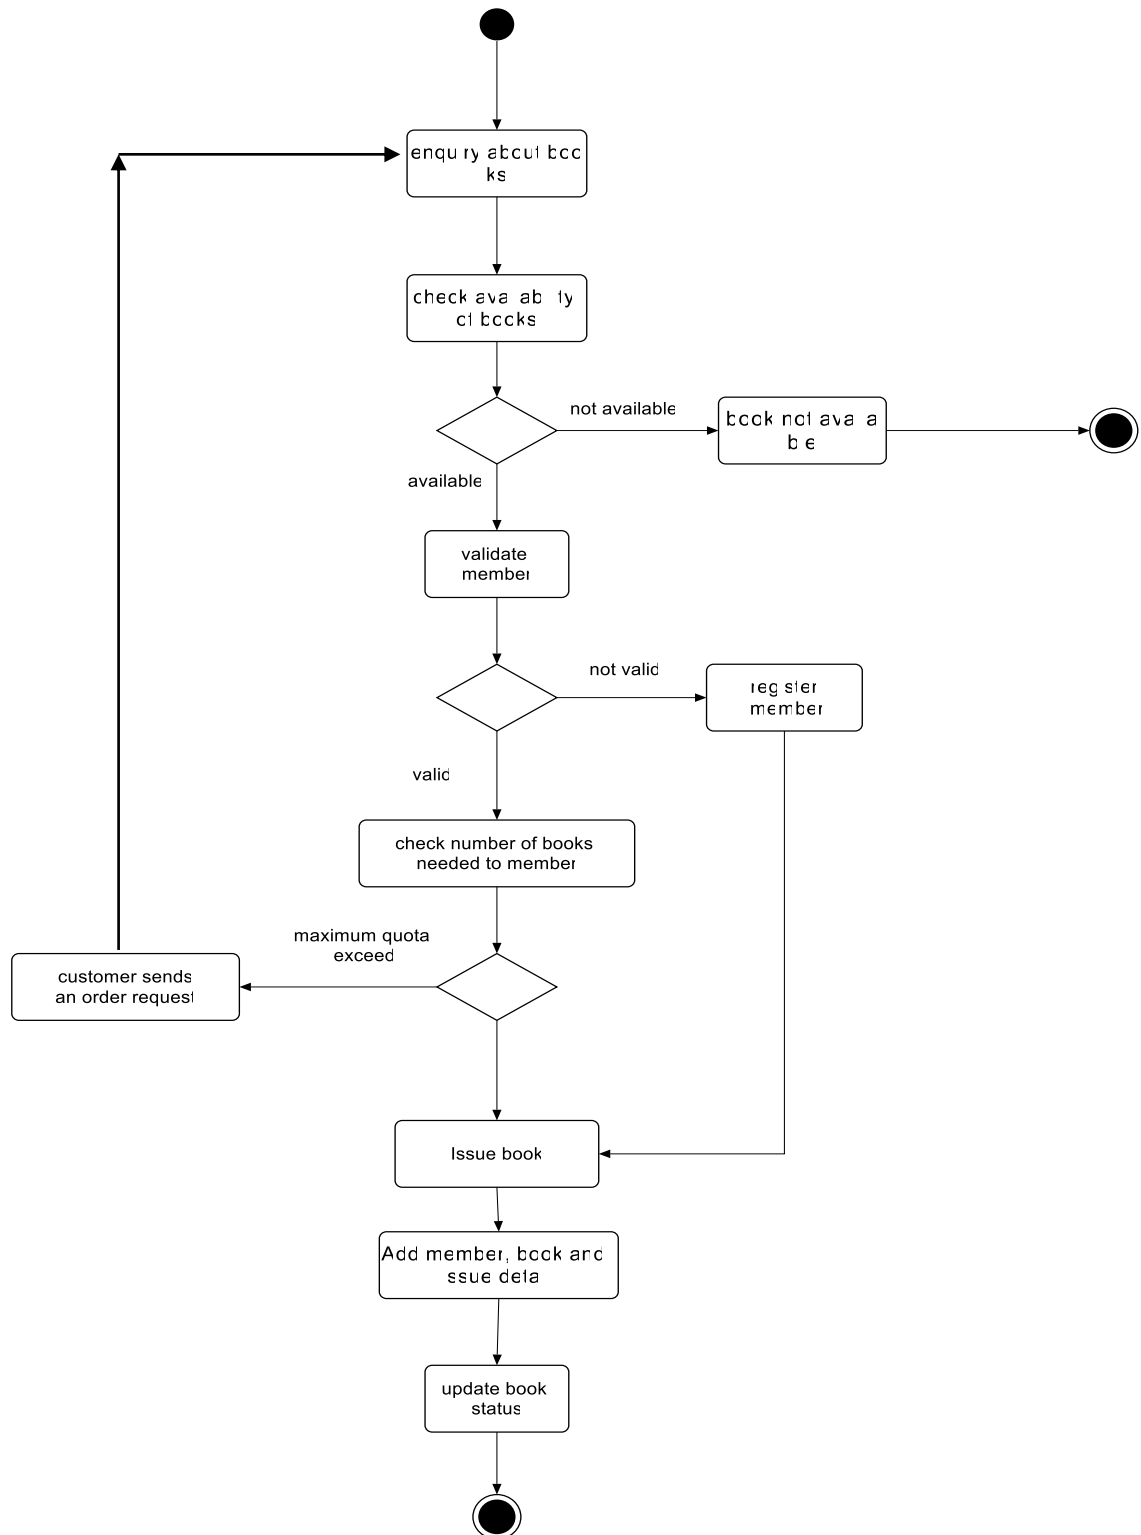 enquiry about boo
ks
check availability
of books
not available
book not availa
ble
available
validate
member
not valid
register
member
valid
check number of books
needed to member
maximum quota
exceed
customer sends
an order request
Issue book
Add member, book and
issue detail
update book
status